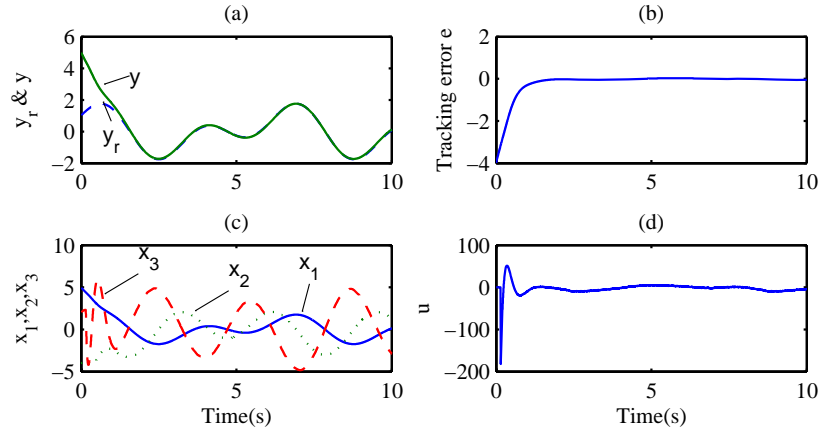 (a)
(b)
y_r & y
6
4
2
0
−2
y
y_r
0
5
10
Tracking error e
2
0
−2
−4
0
5
10
(c)
(d)
x_1,x_2,x_3
10
5
0
−5
x_3
x_2
x_1
0
5
10
Time(s)
u
100
0
−100
−200
0
5
10
Time(s)